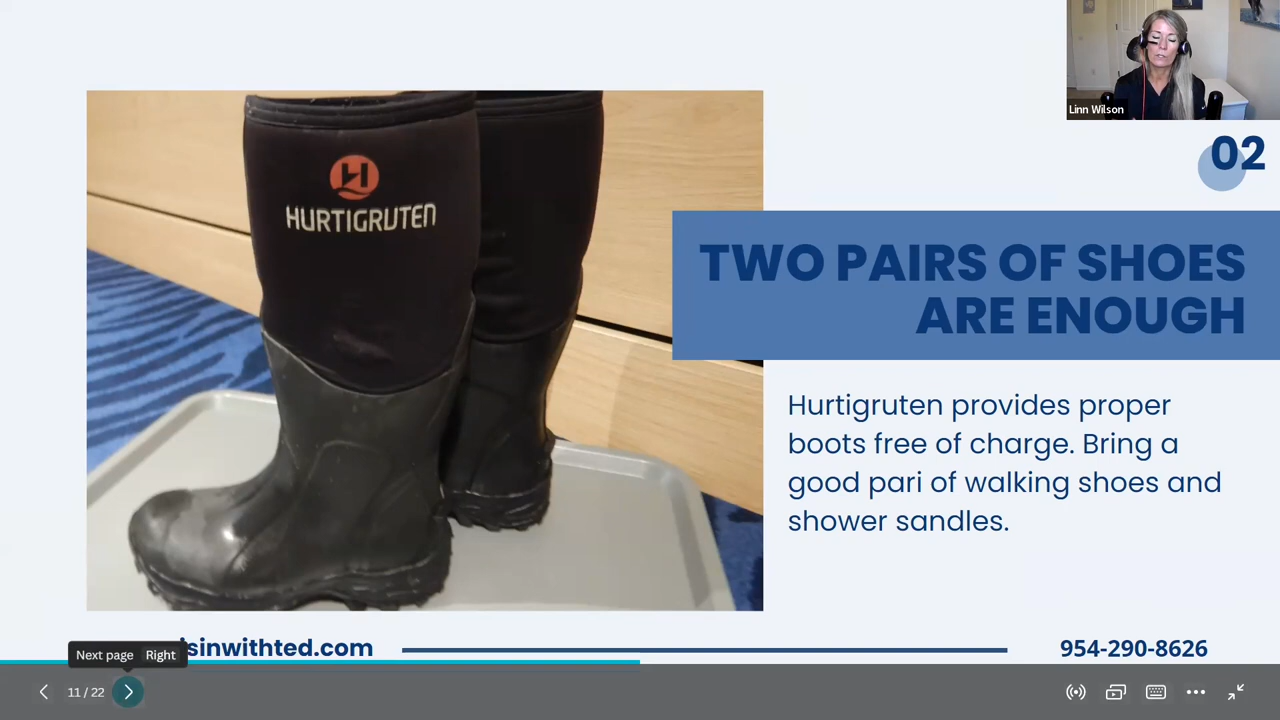 Linn Wilson
02
HURTIGRUTEN
TWO PAIRS OF SHOES
ARE ENOUGH
Hurtigruten provides proper
boots free of charge. Bring a
good pari of walking shoes and
shower sandles.
isinwithted.com
954-290-8626
Next page Right
11 / 22